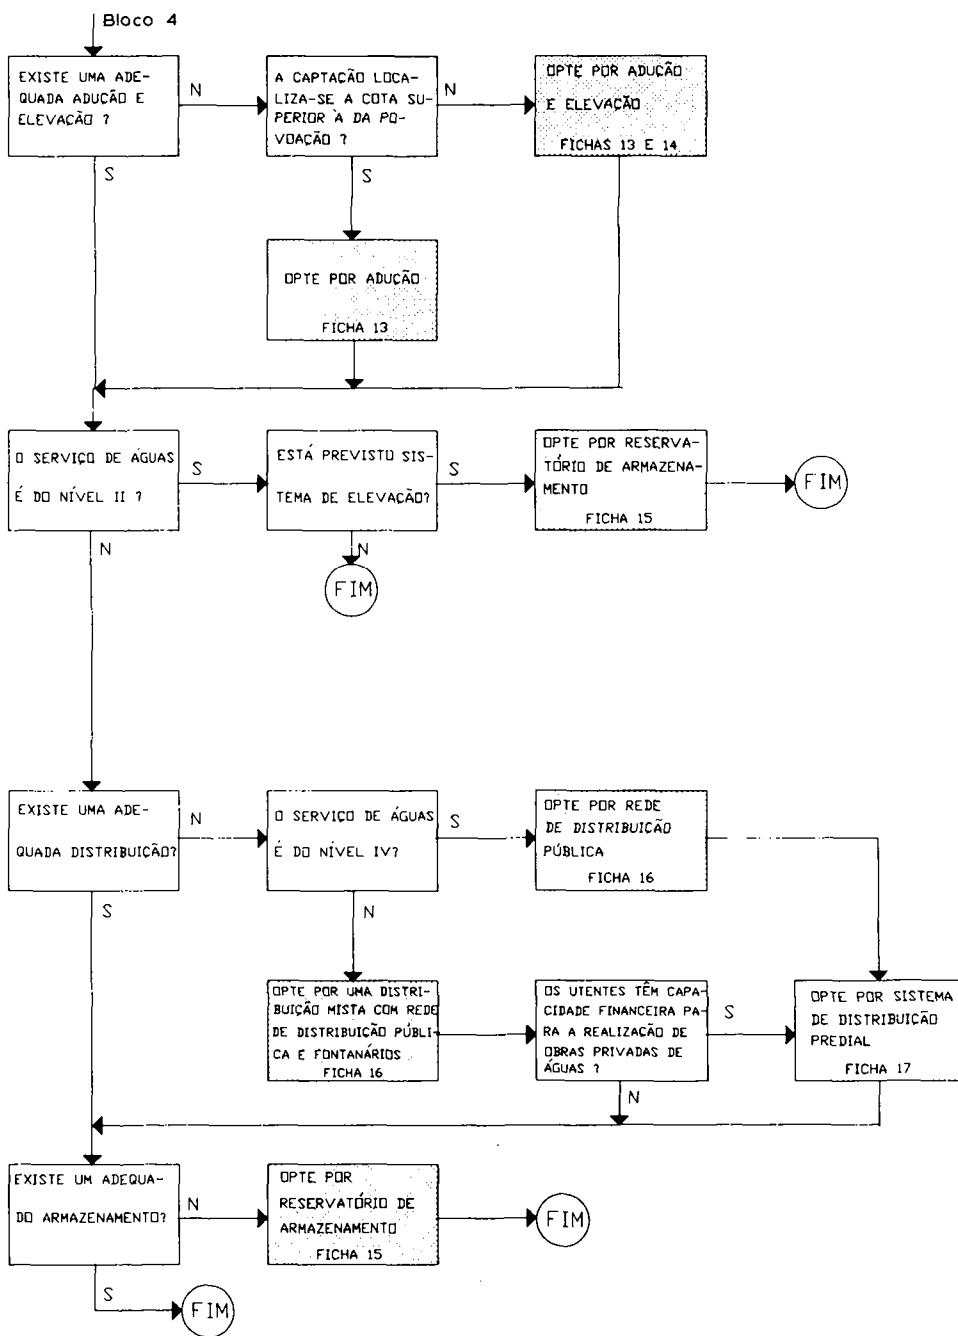 Bloco 4
EXISTE UMA ADE-
QUADA ADUÇÃO E
ELEVAÇÃO ?
N
A CAPTAÇÃO LOCA-
LIZA-SE A COTA SU-
PERIOR À DA PO-
VOAÇÃO ?
N
OPTE POR ADUÇÃO
E ELEVAÇÃO
FICHAS 13 E 14
S
S
OPTE POR ADUÇÃO
FICHA 13
O SERVIÇO DE ÁGUAS
É DO NÍVEL II ?
S
ESTÁ PREVISTO SIS-
TEMA DE ELEVAÇÃO?
S
OPTE POR RESERVA-
TÓRIO DE ARMAZENA-
MENTO
FICHA 15
FIM
N
N
FIM
EXISTE UMA ADE-
QUADA DISTRIBUIÇÃO?
N
O SERVIÇO DE ÁGUAS
É DO NÍVEL IV?
S
OPTE POR REDE
DE DISTRIBUIÇÃO
PÚBLICA
FICHA 16
S
N
OPTE POR UMA DISTRI-
BUIÇÃO MISTA COM REDE
DE DISTRIBUIÇÃO PÚBLI-
CA E FONTANÁRIOS
FICHA 16
OS UTENTES TÊM CAPA-
CIDADE FINANCEIRA PA-
RA A REALIZAÇÃO DE
OBRAS PRIVADAS DE
ÁGUAS ?
S
OPTE POR SISTEMA
DE DISTRIBUIÇÃO
PREDIAL
FICHA 17
N
EXISTE UM ADEQUA-
DO ARMAZENAMENTO?
N
OPTE POR
RESERVATÓRIO DE
ARMAZENAMENTO
FICHA 15
FIM
S
FIM